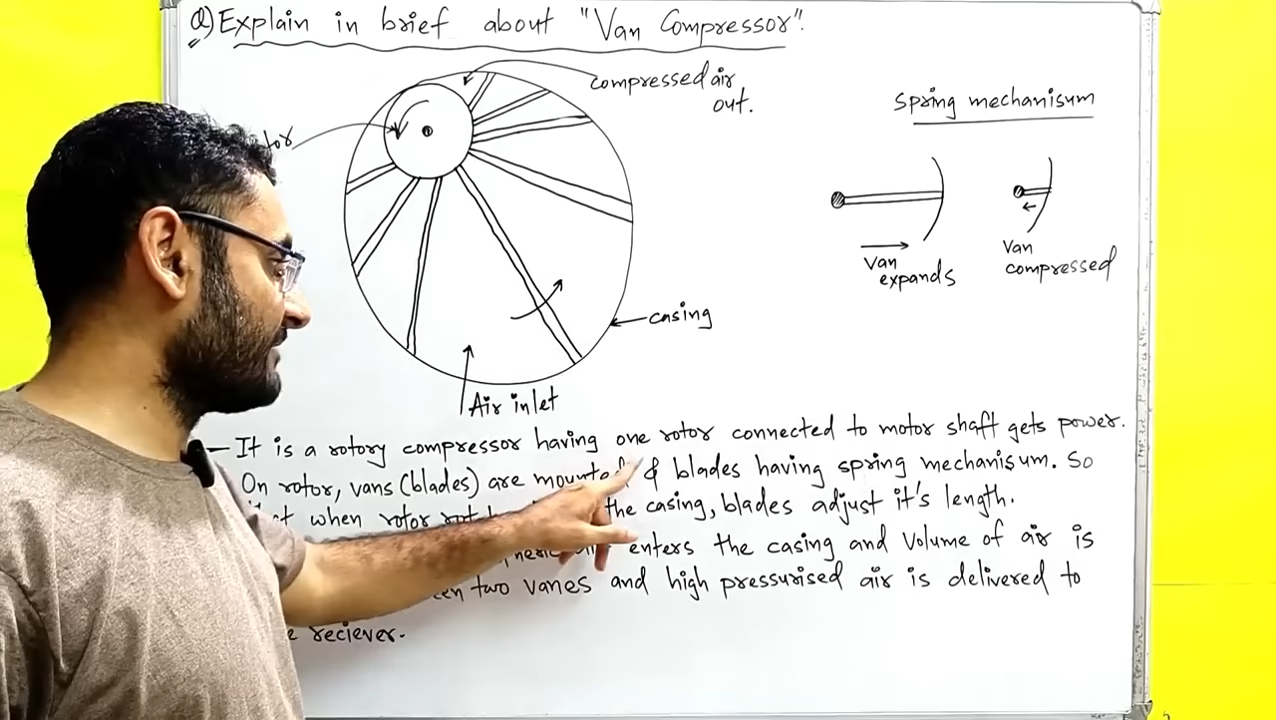 Q) Explain in brief about "Van Compressor".
compressed air
out.
spring mechanisum
van
expands
van
compressed
casing
Air inlet
- It is a rotory compressor having one rotor connected to motor shaft gets power.
On rotor, vans (blades) are mounted & blades having spring mechanisum. So
when rotor the casing, blades adjust it's length.
enters the casing and volume of air is
two vanes and high pressurised air is delivered to
reciever.